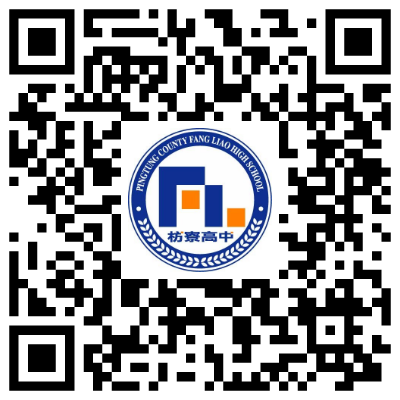 PINGTUNG COUNTY FANG LIAO HIGH SCHOOL
枋寮高中